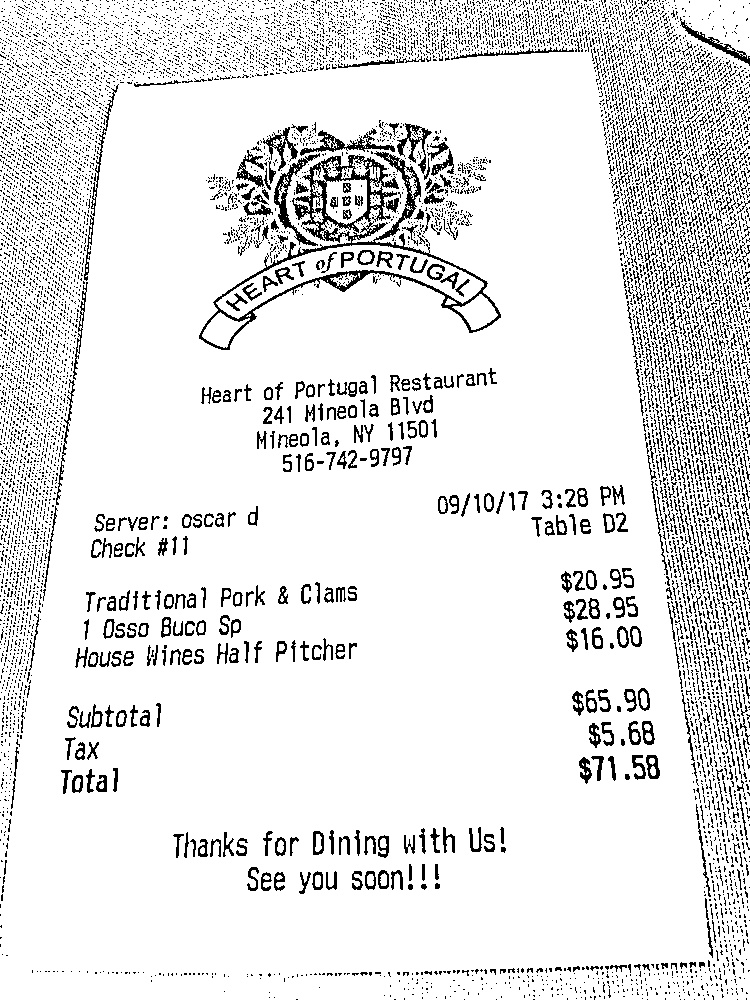 HEART of PORTUGAL
Heart of Portugal Restaurant
241 Mineola Blvd
Mineola, NY 11501
516-742-9797
Server: oscar d 09/10/17 3:28 PM
Check #11 Table D2
Traditional Pork & Clams $20.95
1 Osso Buco Sp $28.95
House Wines Half Pitcher $16.00
Subtotal $65.90
Tax $5.68
Total $71.58
Thanks for Dining with Us!
See you soon!!!